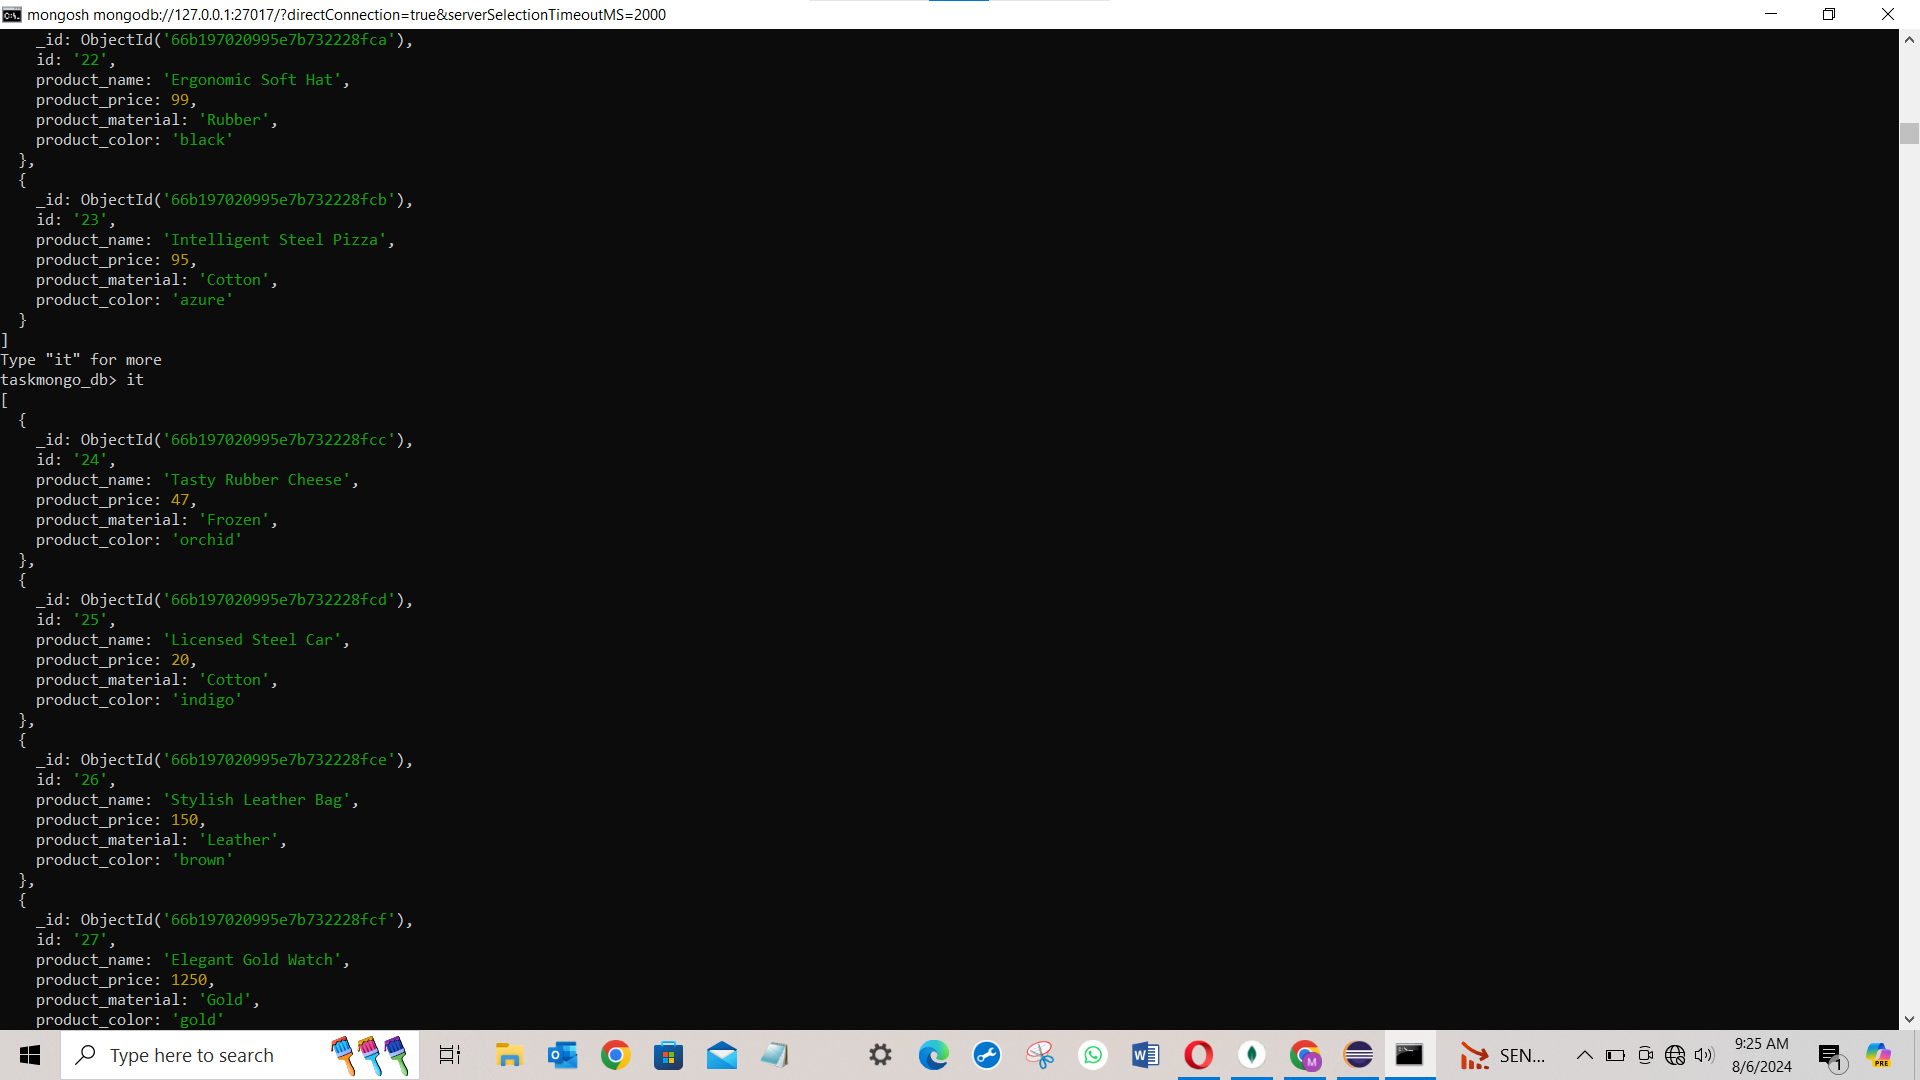 mongosh mongodb://127.0.0.1:27017/?directConnection=true&serverSelectionTimeoutMS=2000
_id: ObjectId('66b197020995e7b732228fca'),
id: '22',
product_name: 'Ergonomic Soft Hat',
product_price: 99,
product_material: 'Rubber',
product_color: 'black'
},
{
_id: ObjectId('66b197020995e7b732228fcb'),
id: '23',
product_name: 'Intelligent Steel Pizza',
product_price: 95,
product_material: 'Cotton',
product_color: 'azure'
}
]
Type "it" for more
taskmongo_db> it
[
{
_id: ObjectId('66b197020995e7b732228fcc'),
id: '24',
product_name: 'Tasty Rubber Cheese',
product_price: 47,
product_material: 'Frozen',
product_color: 'orchid'
},
{
_id: ObjectId('66b197020995e7b732228fcd'),
id: '25',
product_name: 'Licensed Steel Car',
product_price: 20,
product_material: 'Cotton',
product_color: 'indigo'
},
{
_id: ObjectId('66b197020995e7b732228fce'),
id: '26',
product_name: 'Stylish Leather Bag',
product_price: 150,
product_material: 'Leather',
product_color: 'brown'
},
{
_id: ObjectId('66b197020995e7b732228fcf'),
id: '27',
product_name: 'Elegant Gold Watch',
product_price: 1250,
product_material: 'Gold',
product_color: 'gold'
Type here to search
SEN...
9:25 AM
8/6/2024
1
PRE
M